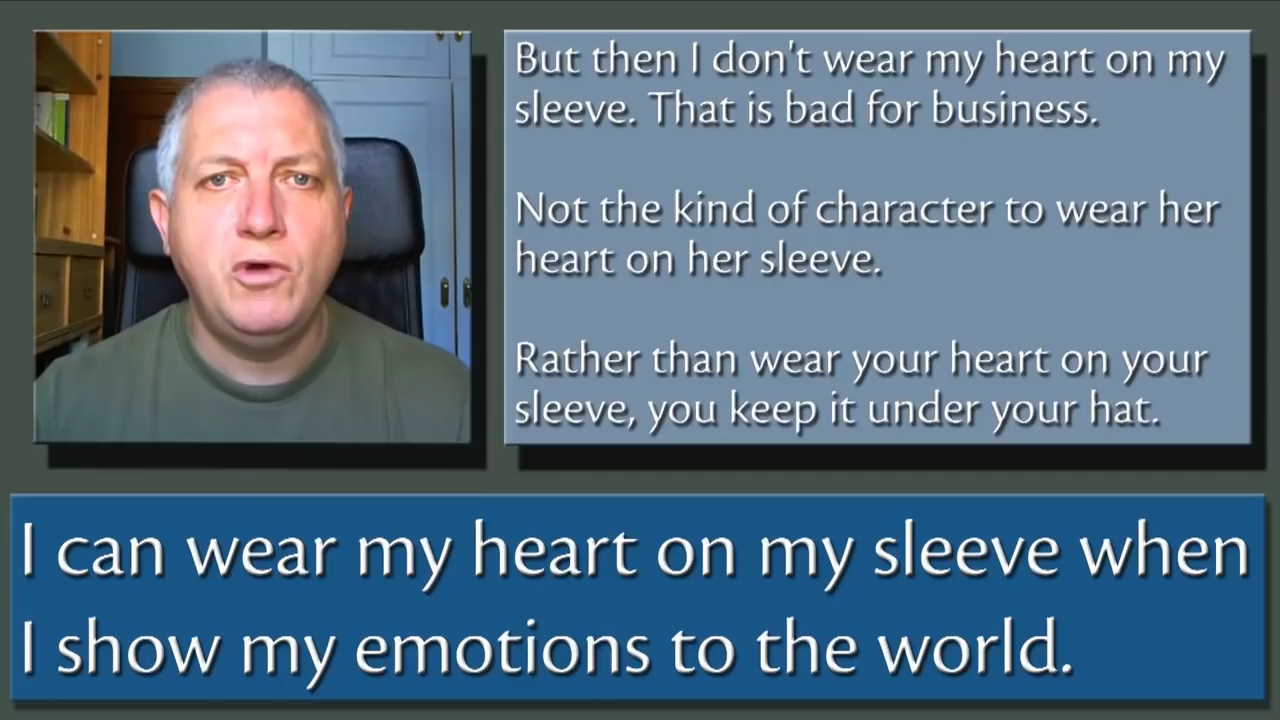 But then I don't wear my heart on my
sleeve. That is bad for business.
Not the kind of character to wear her
heart on her sleeve.
Rather than wear your heart on your
sleeve, you keep it under your hat.
I can wear my heart on my sleeve when
I show my emotions to the world.